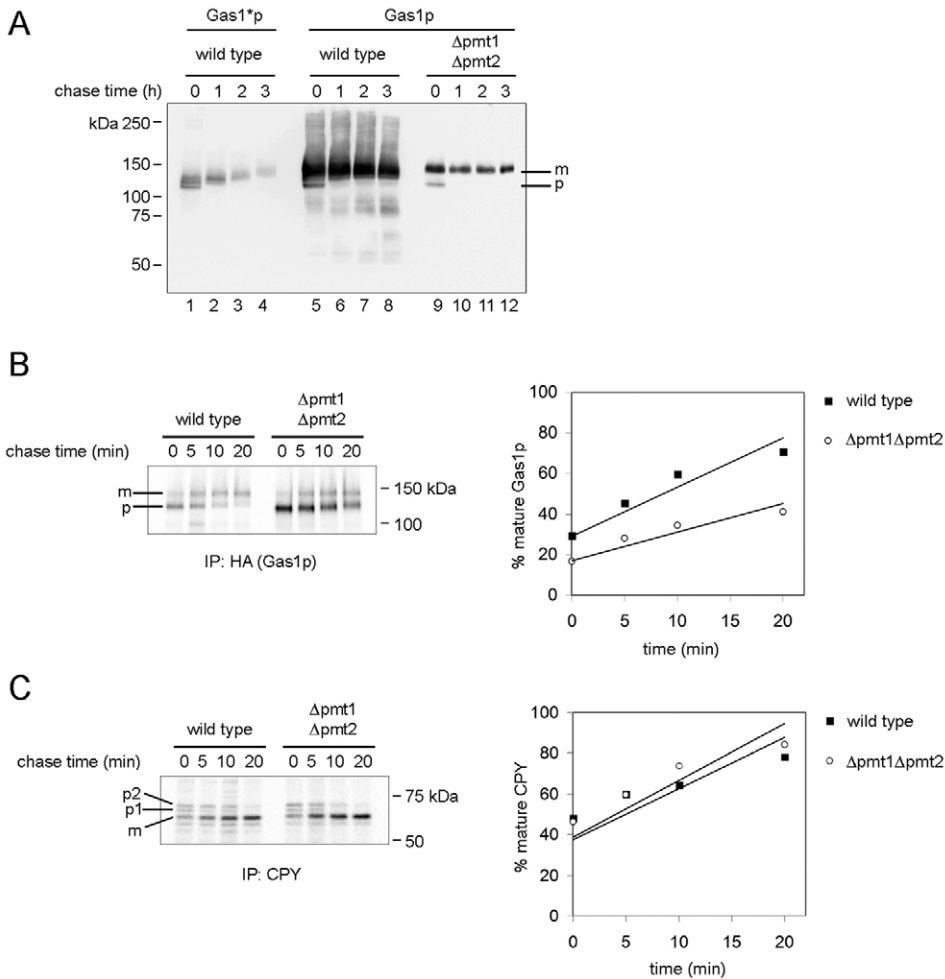 A
Gas1*p Gas1p
wild type wild type Δpmt1 Δpmt2
chase time (h) 0 1 2 3 0 1 2 3 0 1 2 3
kDa 250
150
100
75
50
m
p
1 2 3 4 5 6 7 8 9 10 11 12
B
wild type Δpmt1 Δpmt2
chase time (min) 0 5 10 20 0 5 10 20
m
p
150 kDa
100
IP: HA (Gas1p)
% mature Gas1p
100
80
60
40
20
0
0 5 10 15 20
time (min)
wild type
Δpmt1Δpmt2
C
wild type Δpmt1 Δpmt2
chase time (min) 0 5 10 20 0 5 10 20
p2
p1
m
75 kDa
50
IP: CPY
% mature CPY
100
80
60
40
20
0
0 5 10 15 20
time (min)
wild type
Δpmt1Δpmt2